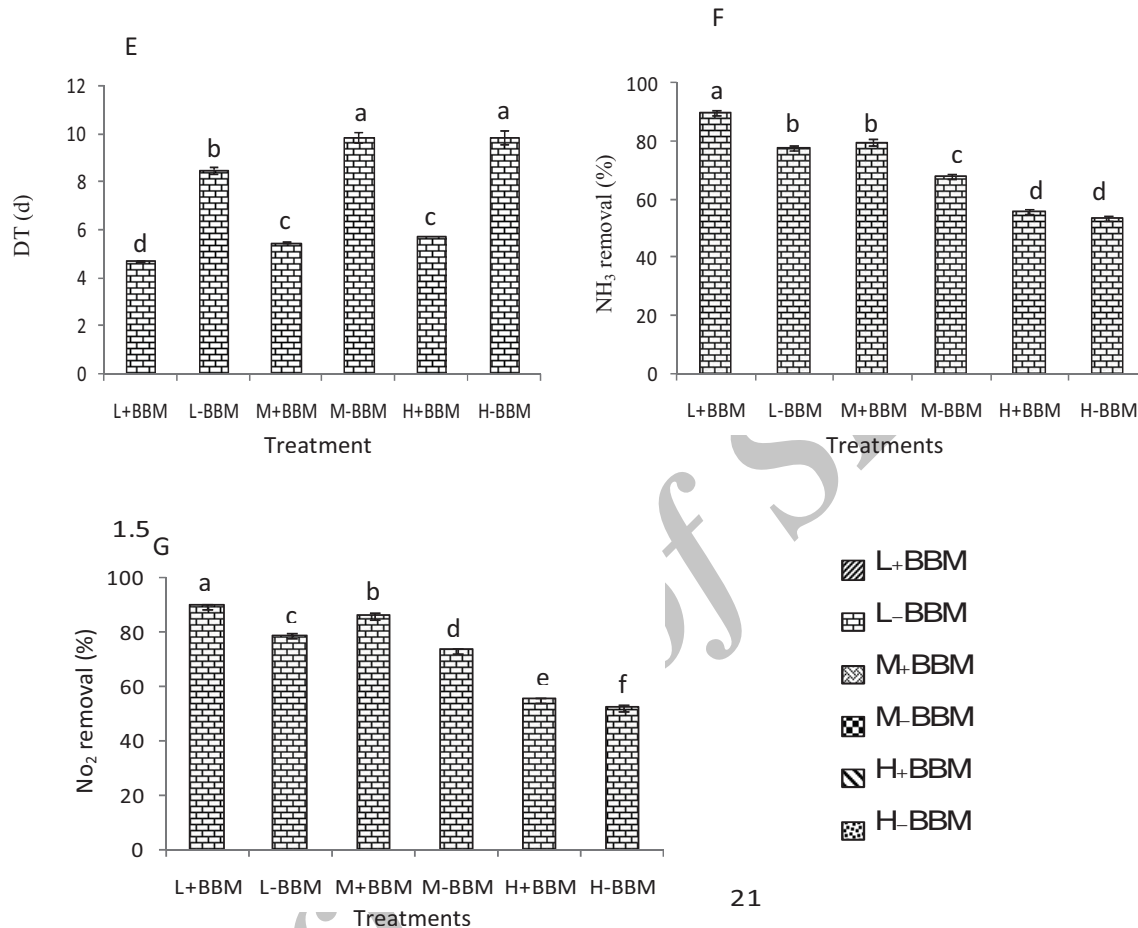 E
DT (d)
12
10
8
6
4
2
0
d
b
c
a
c
a
L+BBM L-BBM M+BBM M-BBM H+BBM H-BBM
Treatment
F
NH₃ removal (%)
100
80
60
40
20
0
a
b
b
c
d
d
L+BBM L-BBM M+BBM M-BBM H+BBM H-BBM
Treatments
1.5
G
No₂ removal (%)
100
80
60
40
20
0
a
c
b
d
e
f
L+BBM L-BBM M+BBM M-BBM H+BBM H-BBM
Treatments
L+BBM
L-BBM
M+BBM
M-BBM
H+BBM
H-BBM
21
of S